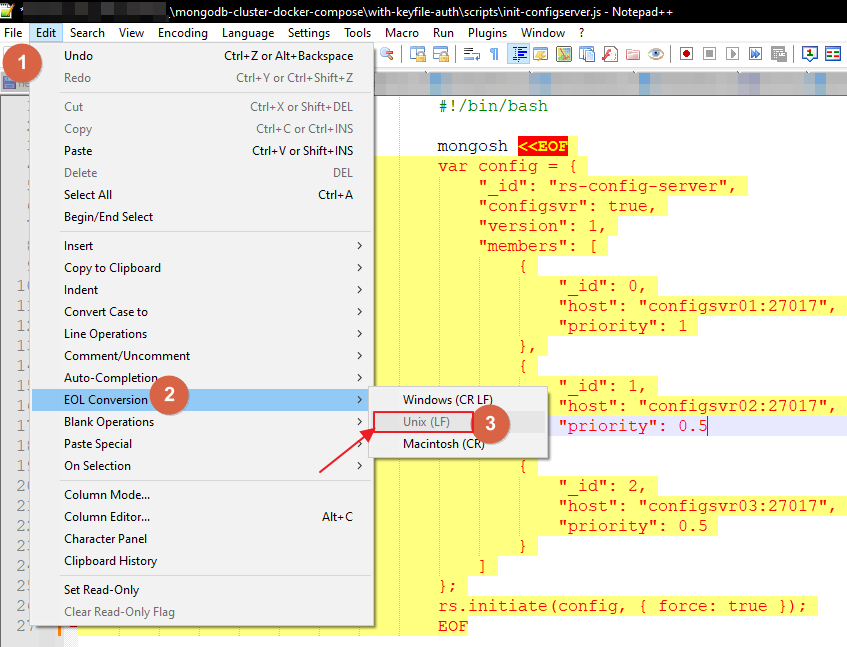 \mongodb-cluster-docker-compose\with-keyfile-auth\scripts\init-configserver.js - Notepad++
File Edit Search View Encoding Language Settings Tools Macro Run Plugins Window ?
1
Undo Ctrl+Z or Alt+Backspace
Redo Ctrl+Y or Ctrl+Shift+Z
Cut Ctrl+X or Shift+DEL
Copy Ctrl+C or Ctrl+INS
Paste Ctrl+V or Shift+INS
Delete DEL
Select All Ctrl+A
Begin/End Select
Insert
Copy to Clipboard
Indent
Convert Case to
Line Operations
Comment/Uncomment
Auto-Completion
EOL Conversion 2
Blank Operations
Paste Special
On Selection
Column Mode...
Column Editor... Alt+C
Character Panel
Clipboard History
Set Read-Only
Clear Read-Only Flag
Windows (CR LF)
Unix (LF) 3
Macintosh (CR)
#!/bin/bash
mongosh <<EOF
var config = {
"_id": "rs-config-server",
"configsvr": true,
"version": 1,
"members": [
{
"_id": 0,
"host": "configsvr01:27017",
"priority": 1
},
{
"_id": 1,
"host": "configsvr02:27017",
"priority": 0.5
{
"_id": 2,
"host": "configsvr03:27017",
"priority": 0.5
}
]
};
rs.initiate(config, { force: true });
EOF